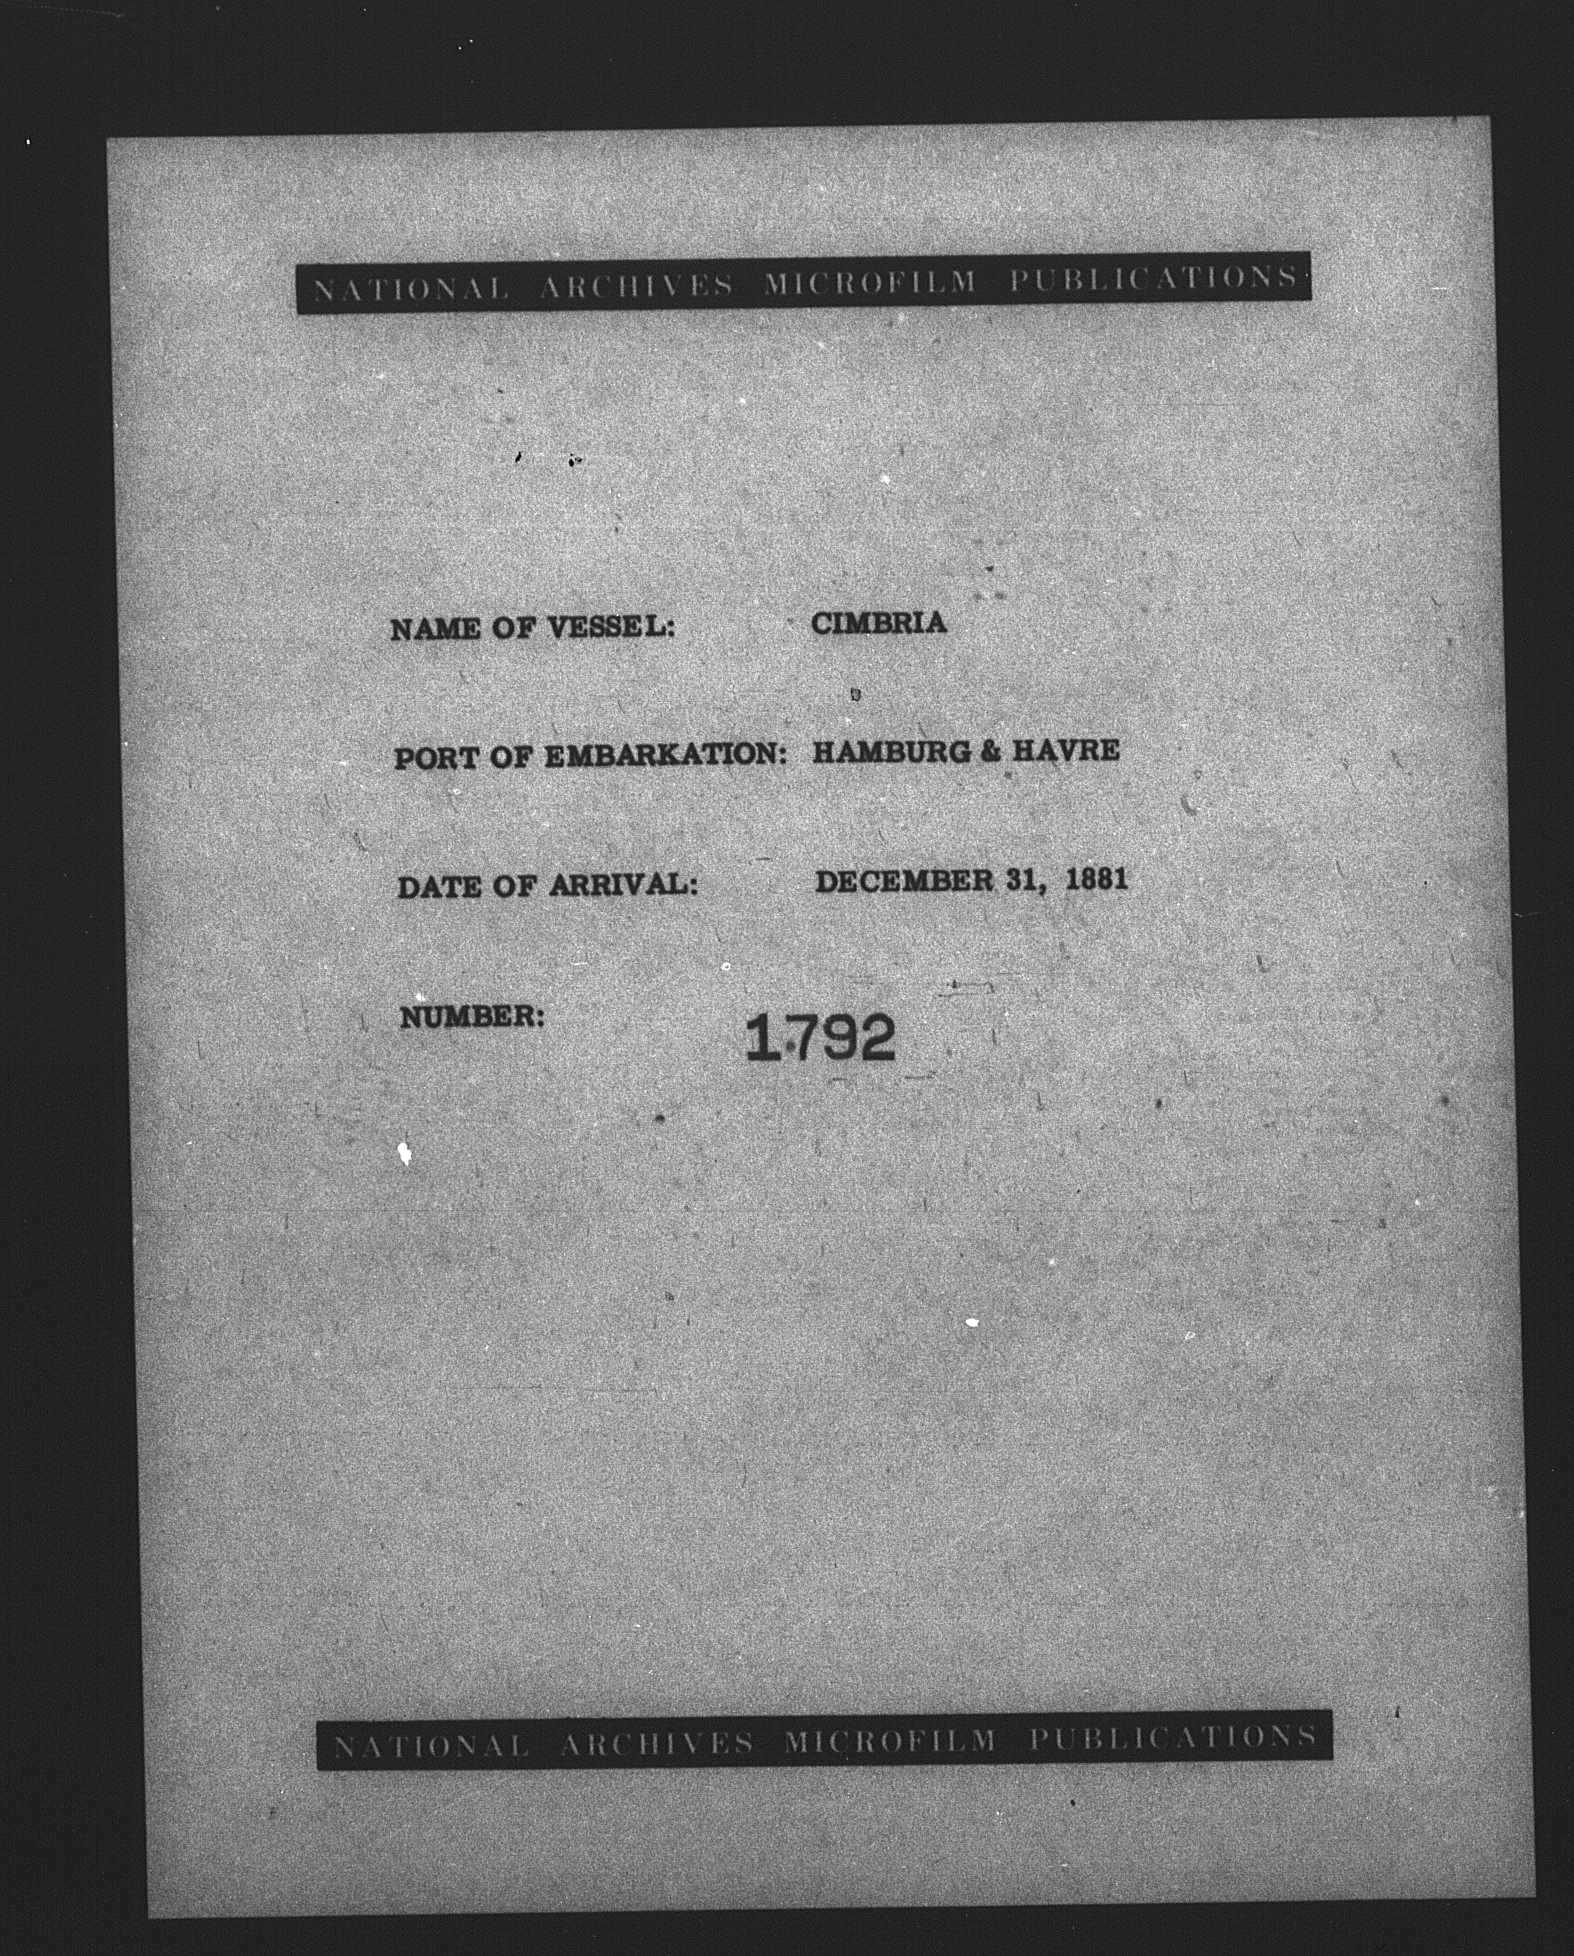 NATIONAL ARCHIVES MICROFILM PUBLICATIONS
NAME OF VESSEL: CIMBRIA
PORT OF EMBARKATION: HAMBURG & HAVRE
DATE OF ARRIVAL: DECEMBER 31, 1881
NUMBER: 1792
NATIONAL ARCHIVES MICROFILM PUBLICATIONS